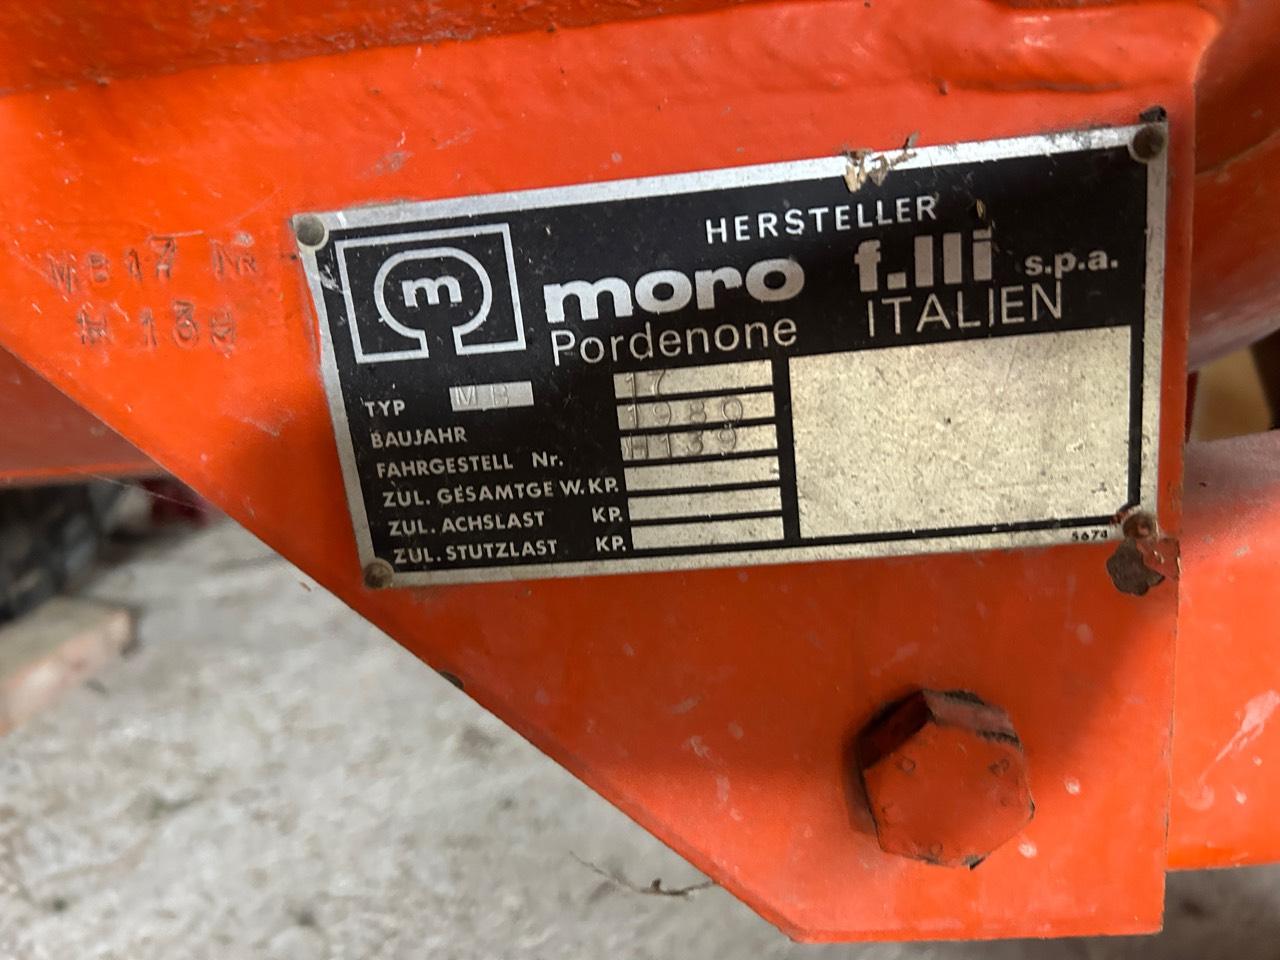 MB17 NR
H 139
HERSTELLER
m
moro f.lli s.p.a.
Pordenone ITALIEN
TYP MB 17
BAUJAHR 1980
FAHRGESTELL Nr. H139
ZUL. GESAMTGEW. KP.
ZUL. ACHSLAST KP.
ZUL. STUTZLAST KP.
5674